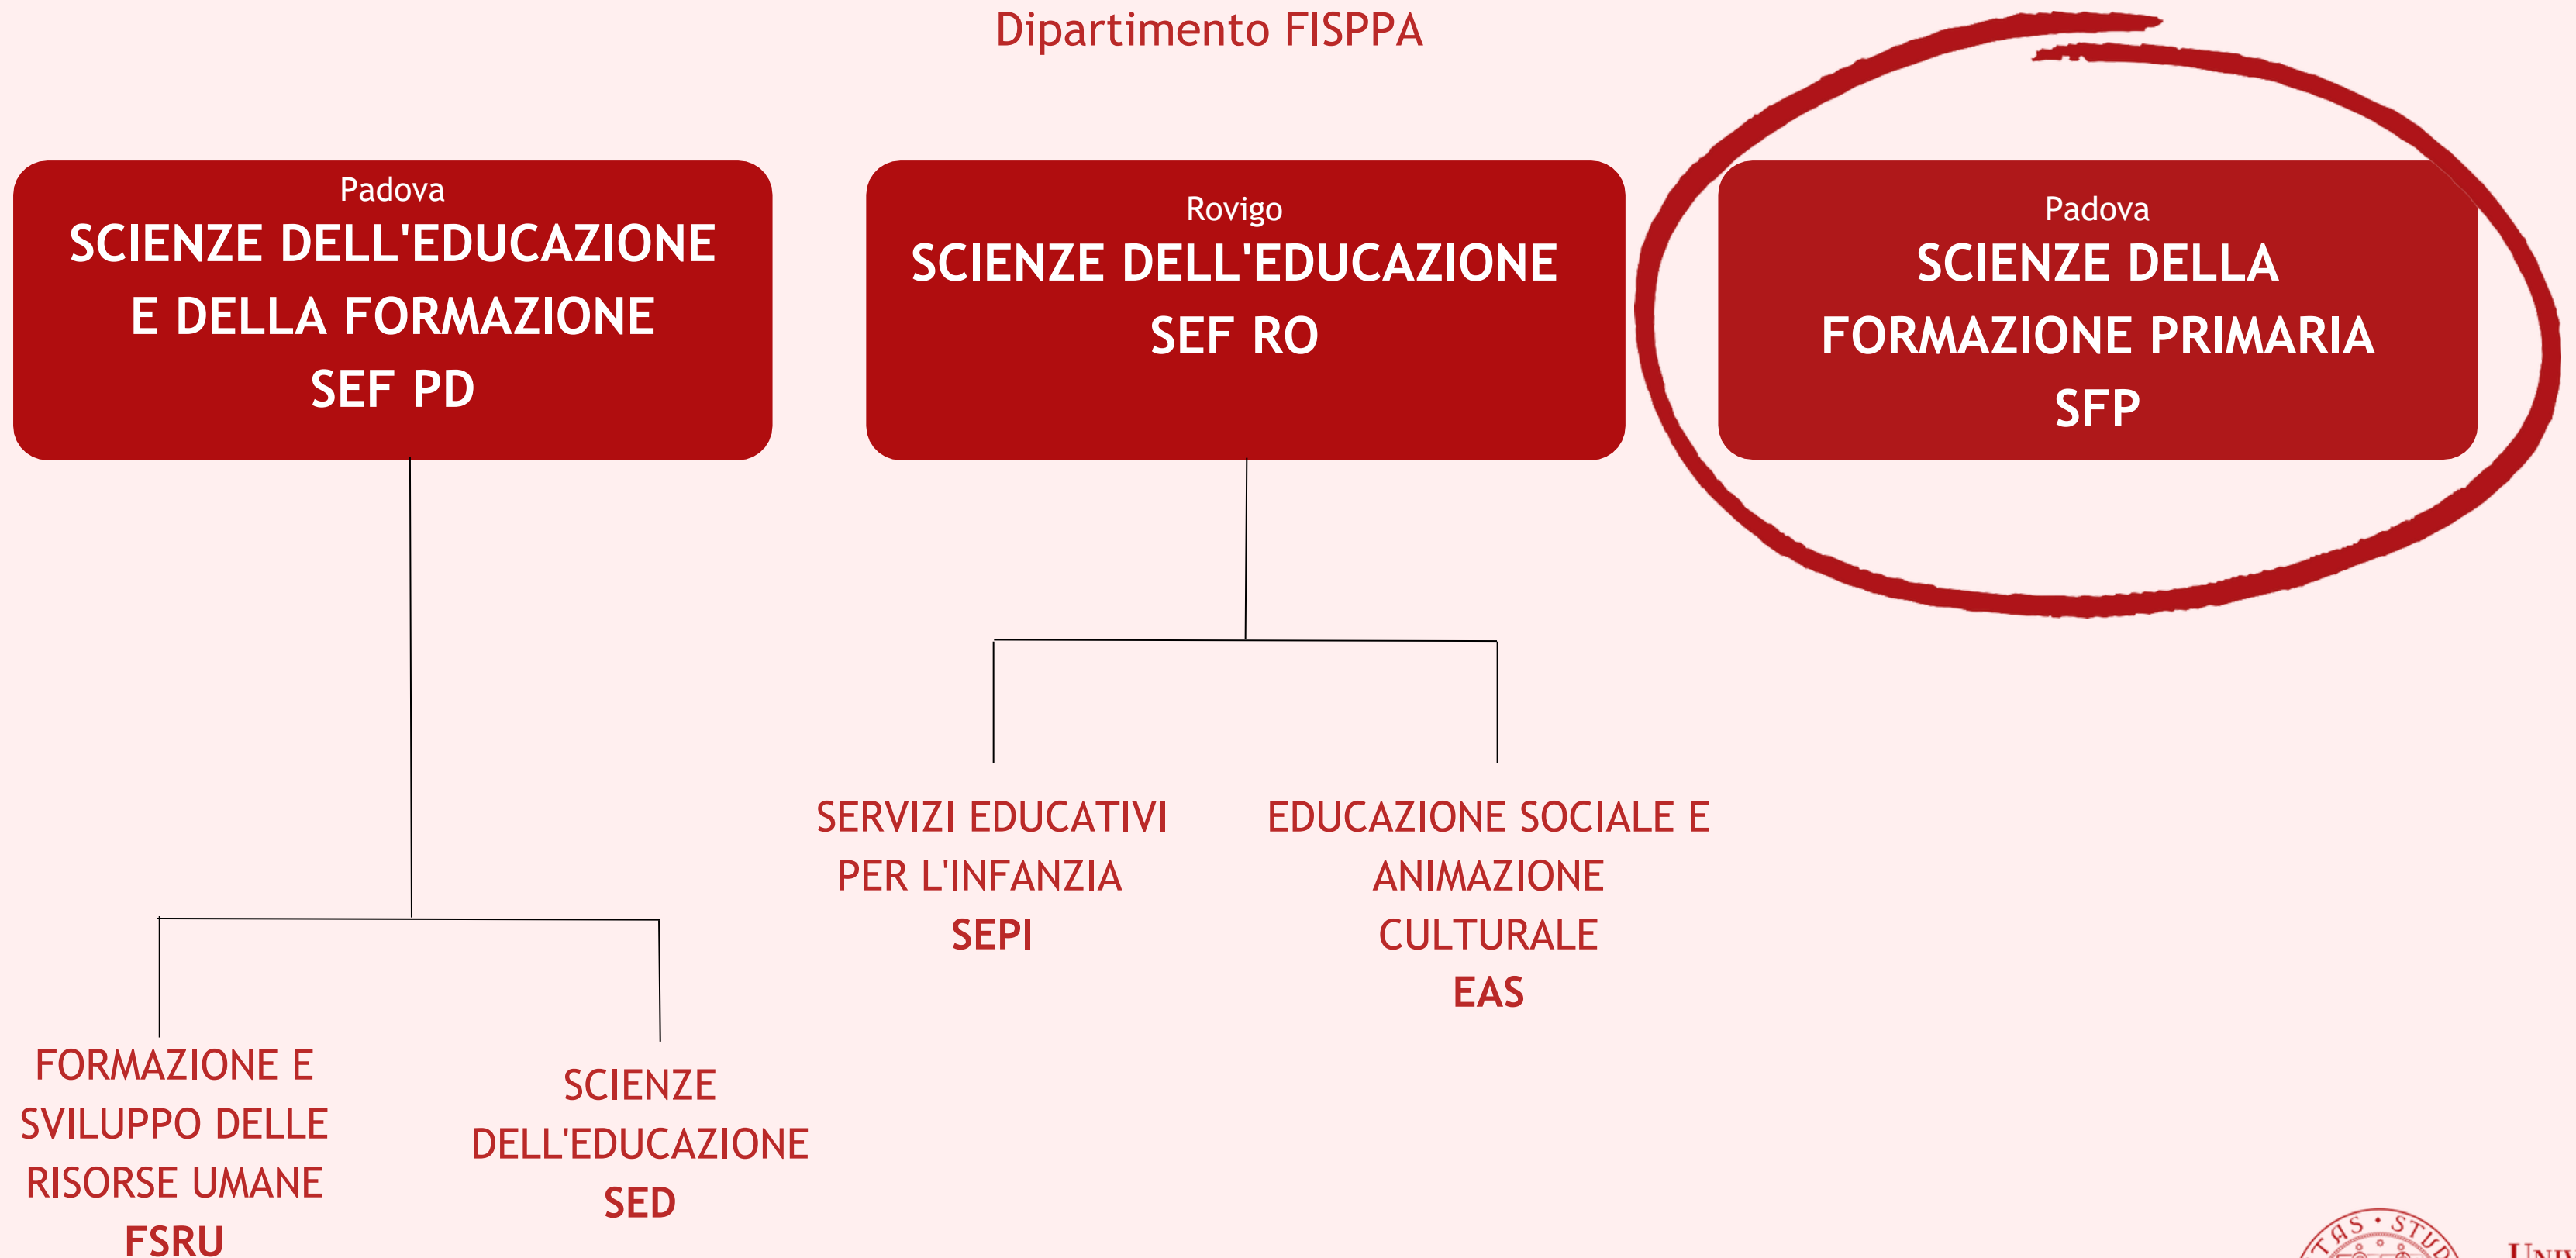 Dipartimento FISPPA
Padova
SCIENZE DELL'EDUCAZIONE
E DELLA FORMAZIONE
SEF PD
Rovigo
SCIENZE DELL'EDUCAZIONE
SEF RO
Padova
SCIENZE DELLA
FORMAZIONE PRIMARIA
SFP
SERVIZI EDUCATIVI
PER L'INFANZIA
SEPI
EDUCAZIONE SOCIALE E
ANIMAZIONE
CULTURALE
EAS
FORMAZIONE E
SVILUPPO DELLE
RISORSE UMANE
FSRU
SCIENZE
DELL'EDUCAZIONE
SED